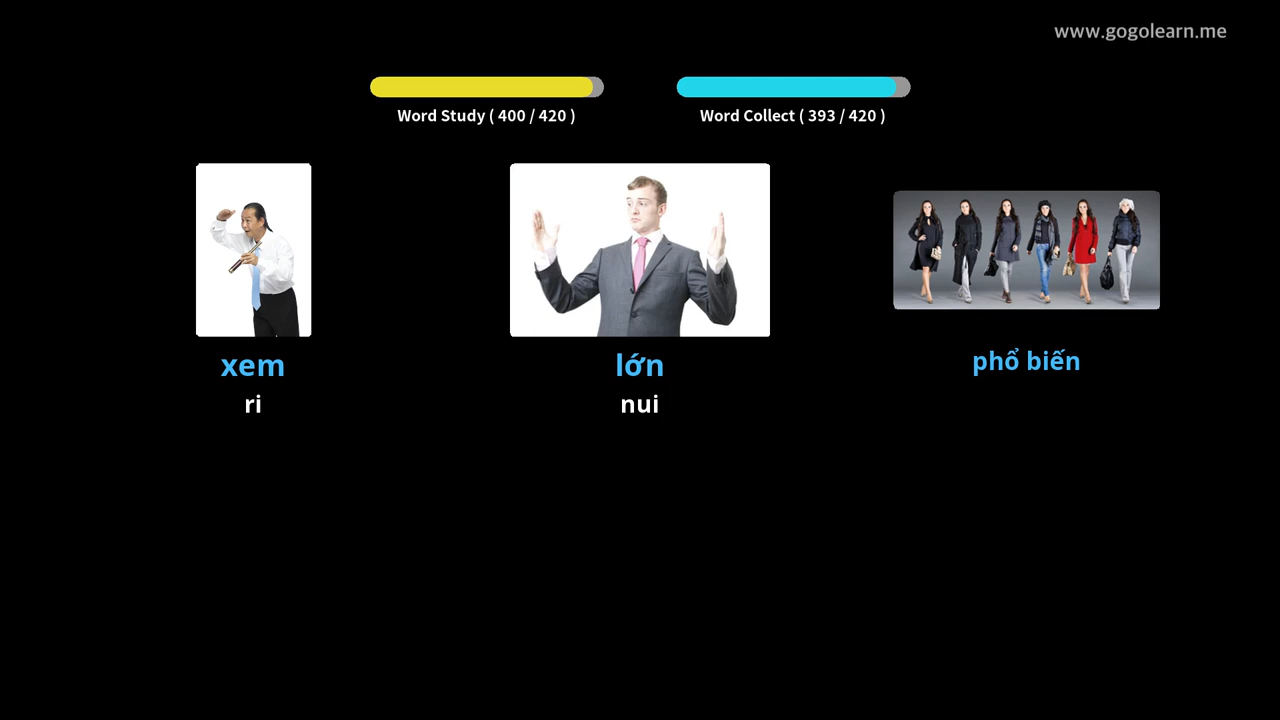 www.gogolearn.me
Word Study ( 400 / 420 )
Word Collect ( 393 / 420 )
xem
ri
lớn
nui
phổ biến